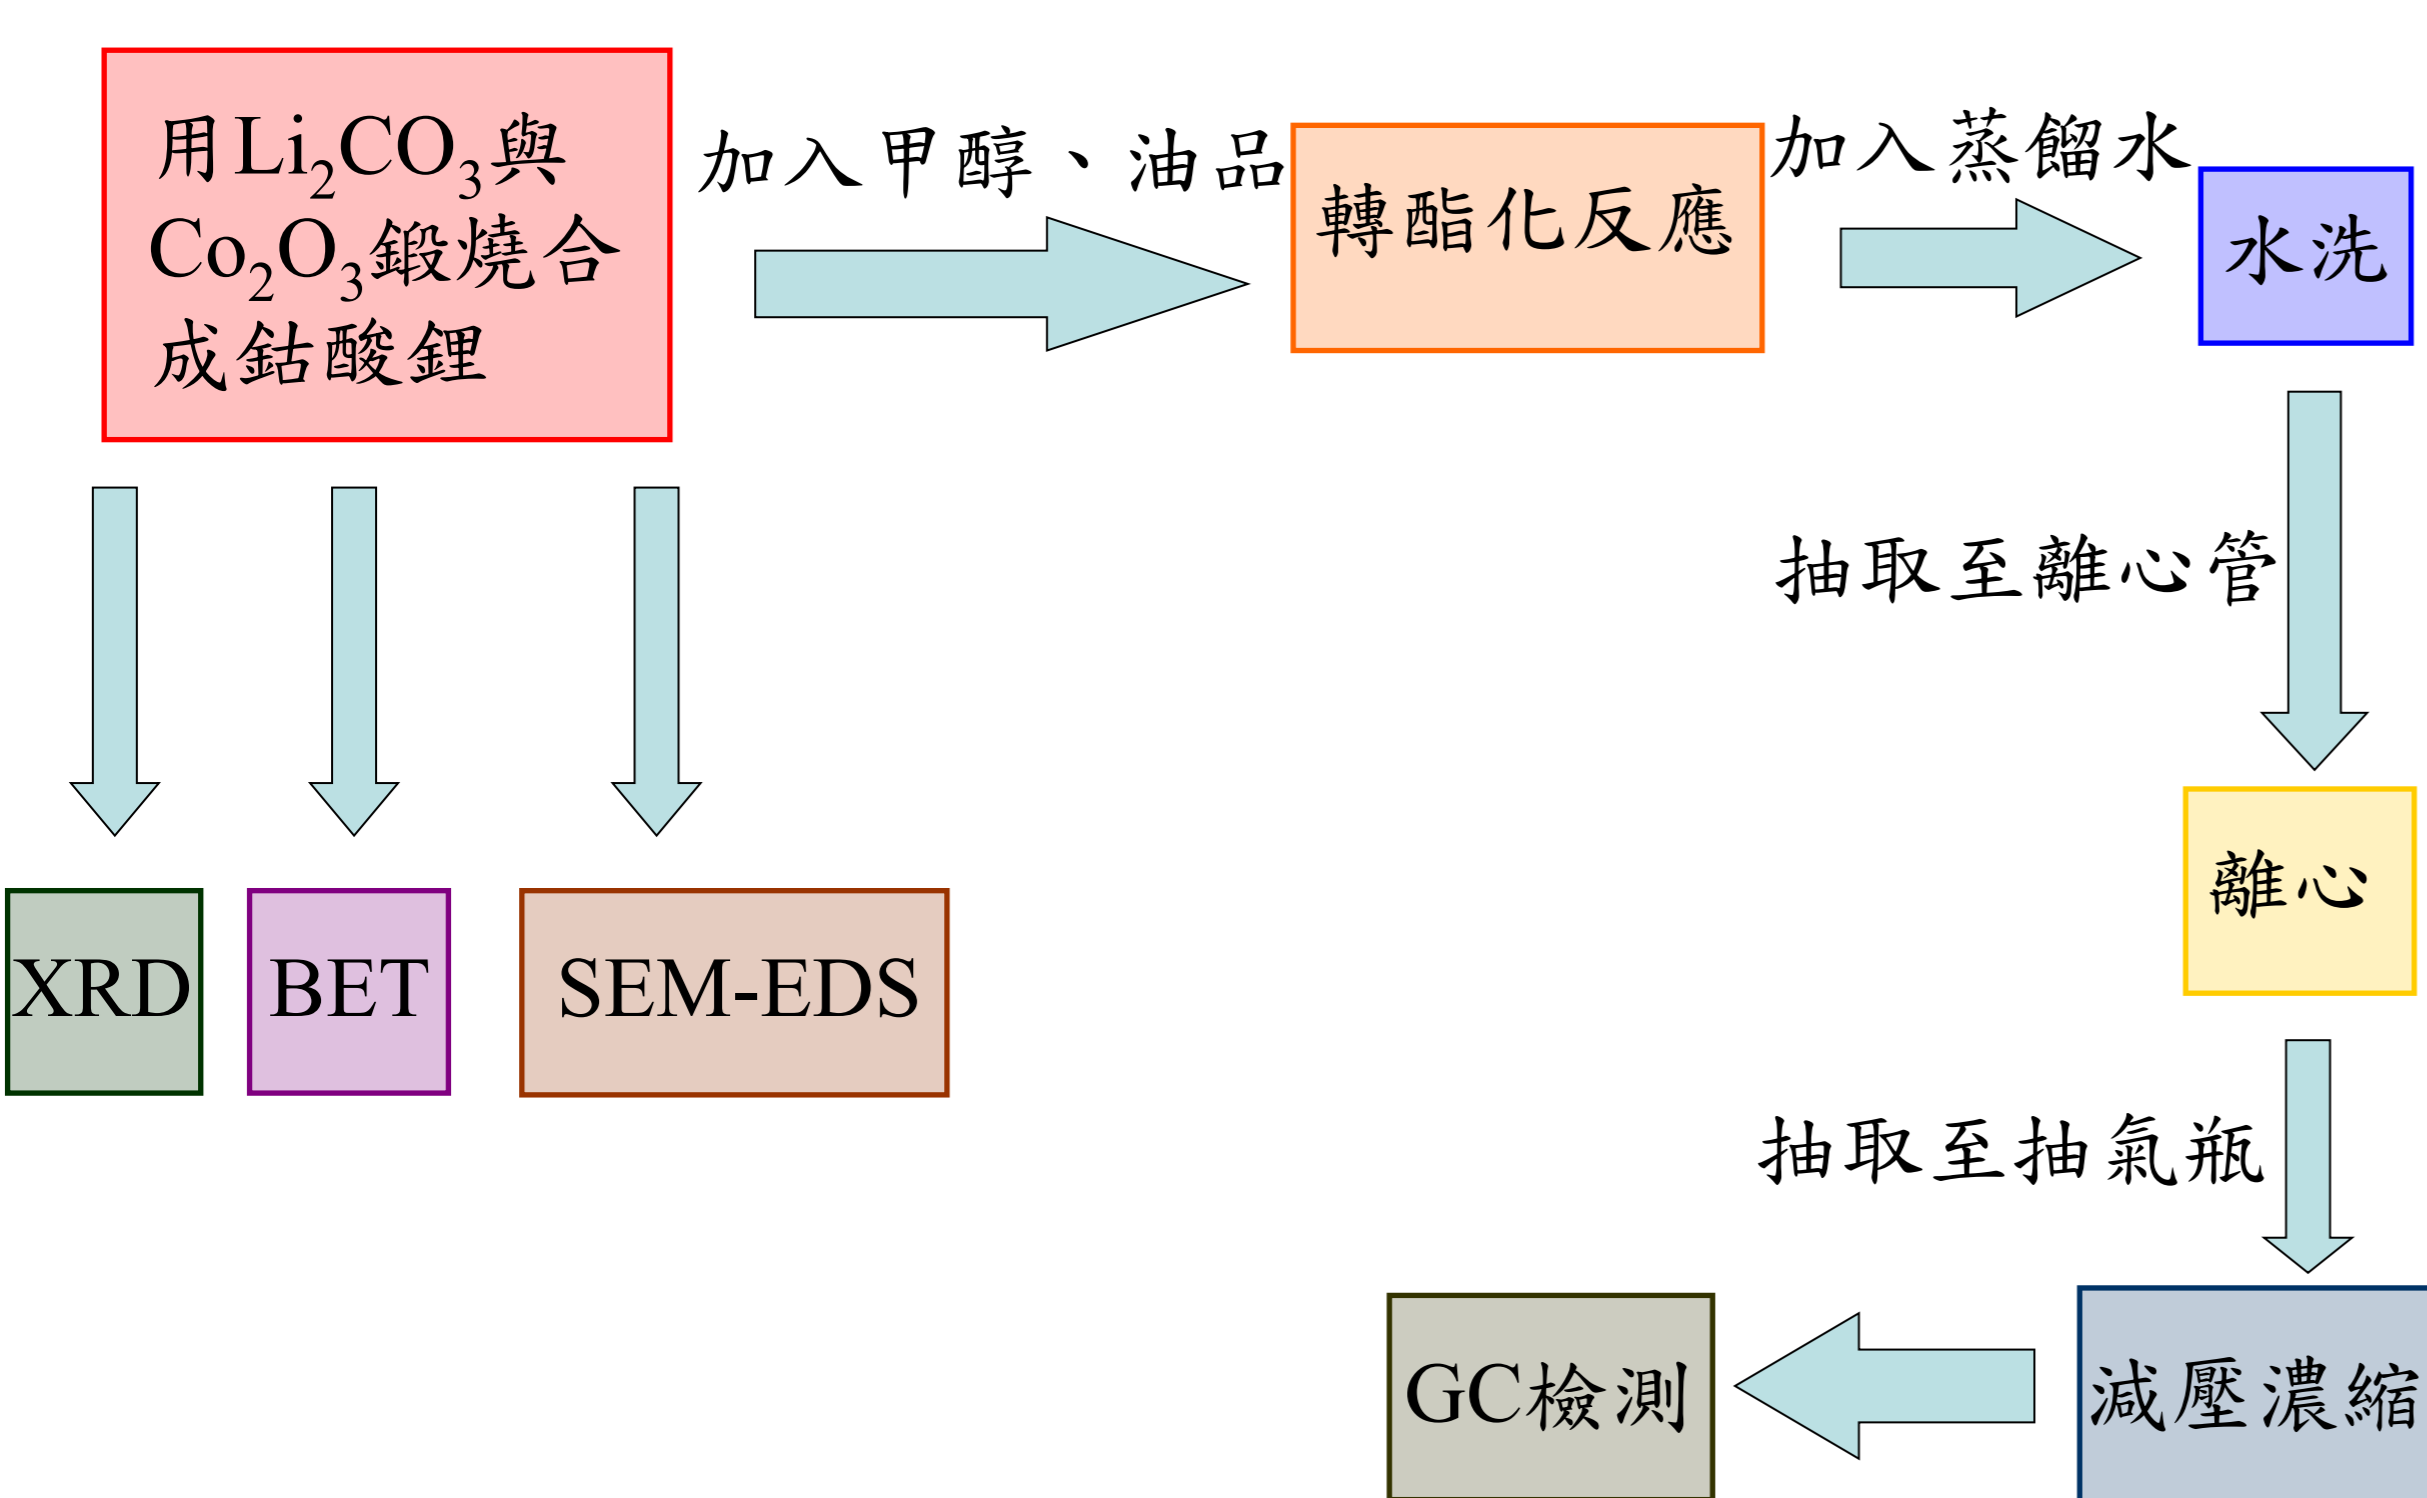 用Li₂CO₃與
Co₂O₃鍛燒合
成鈷酸鋰
加入甲醇、油品
轉酯化反應
加入蒸餾水
水洗
抽取至離心管
離心
抽取至抽氣瓶
減壓濃縮
GC檢測
XRD
BET
SEM-EDS